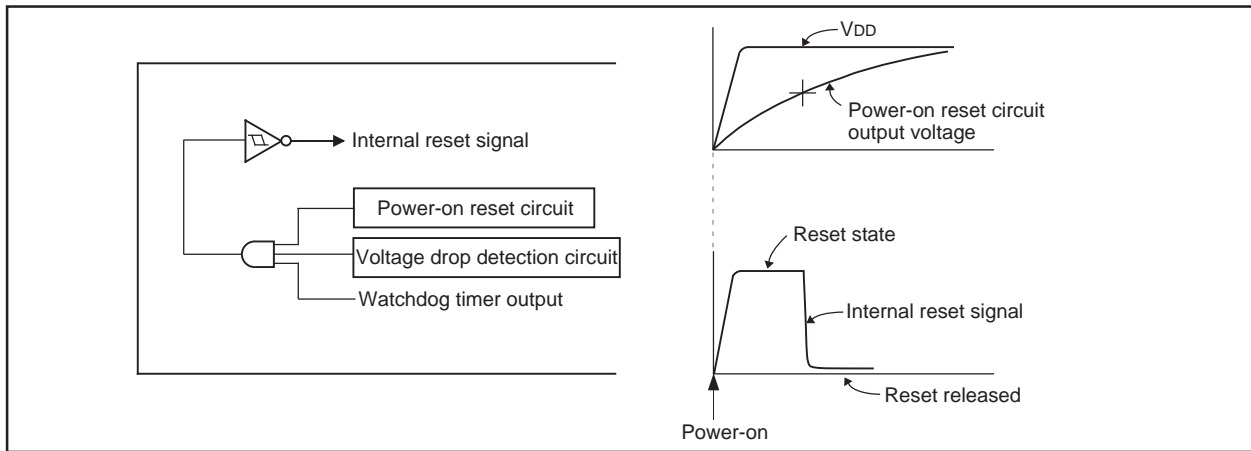 Internal reset signal
Power-on reset circuit
Voltage drop detection circuit
Watchdog timer output
VDD
Power-on reset circuit
output voltage
Reset state
Internal reset signal
Reset released
Power-on